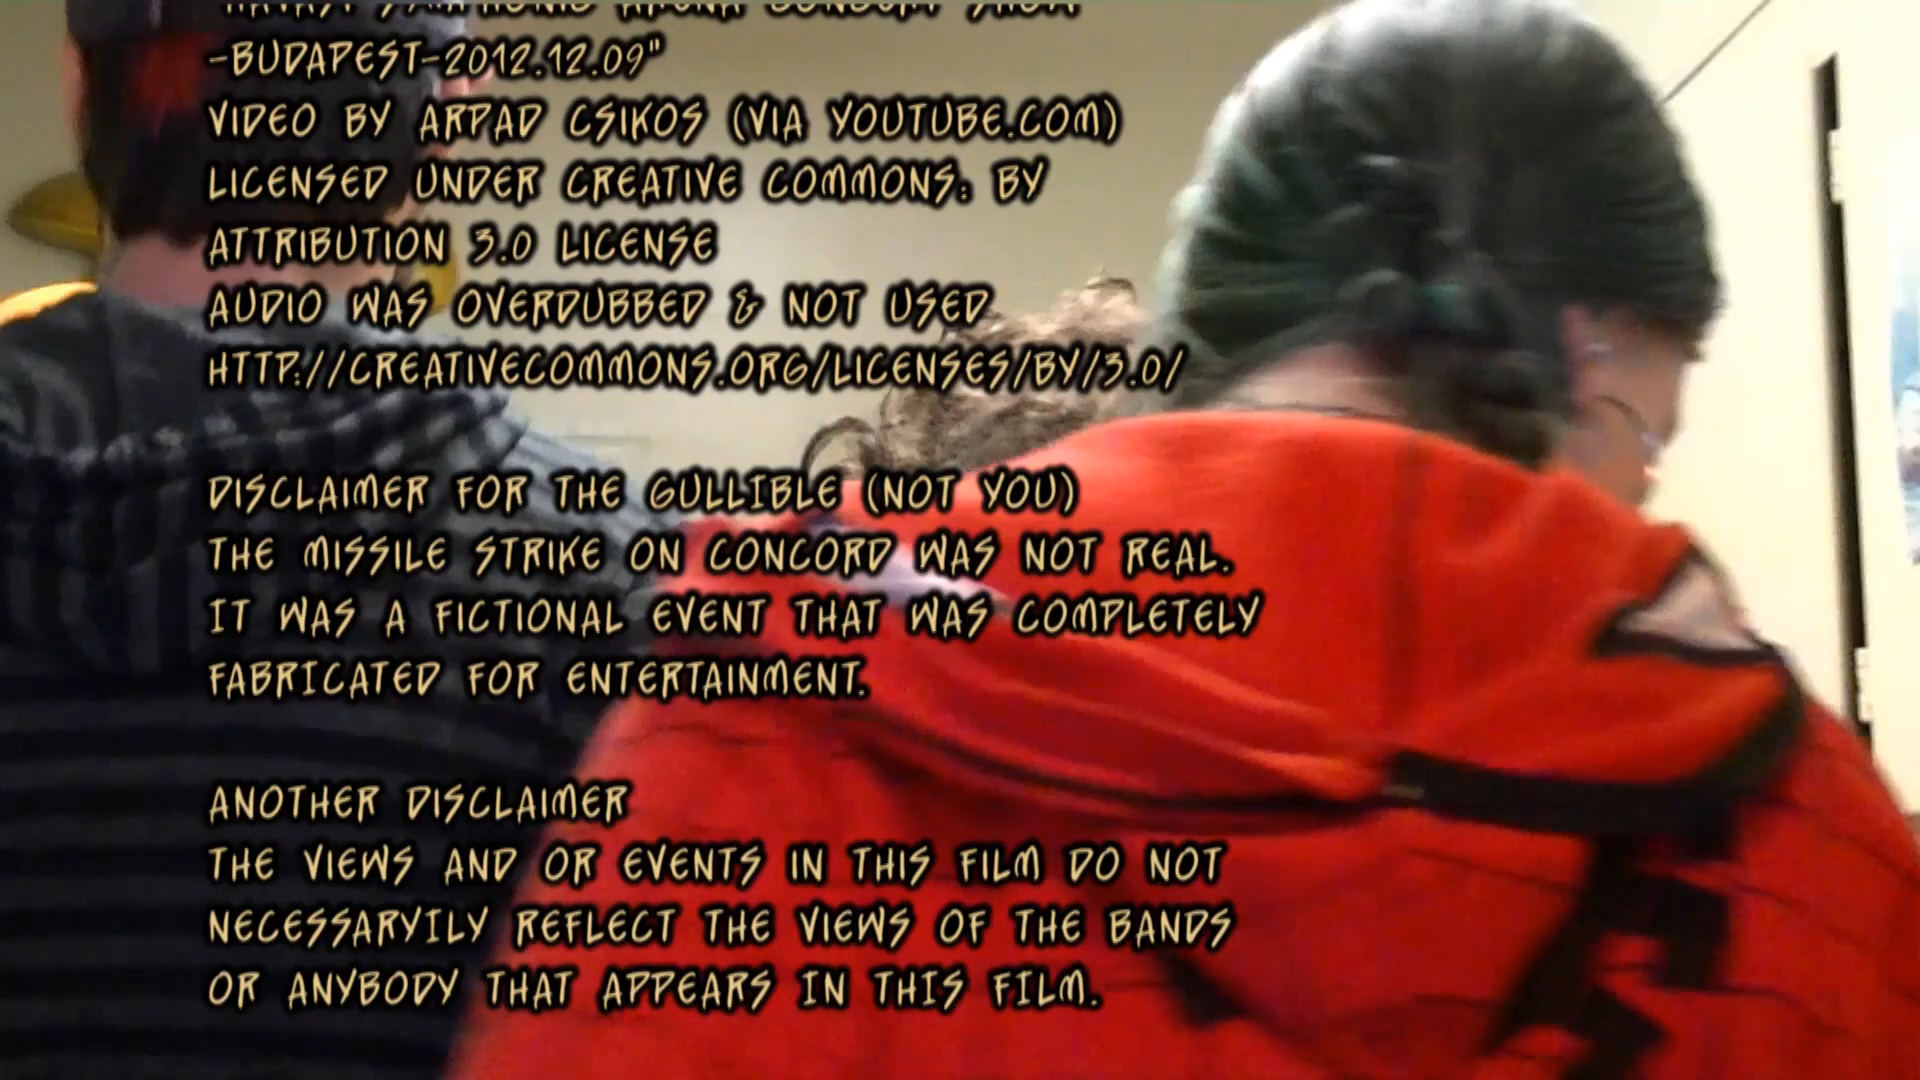 -BUDAPEST-2012.12.09"
VIDEO BY ARPAD CSIKOS (VIA YOUTUBE.COM)
LICENSED UNDER CREATIVE COMMONS: BY
ATTRIBUTION 3.0 LICENSE
AUDIO WAS OVERDUBBED & NOT USED
HTTP://CREATIVECOMMONS.ORG/LICENSES/BY/3.0/
DISCLAIMER FOR THE GULLIBLE (NOT YOU)
THE MISSILE STRIKE ON CONCORD WAS NOT REAL.
IT WAS A FICTIONAL EVENT THAT WAS COMPLETELY
FABRICATED FOR ENTERTAINMENT.
ANOTHER DISCLAIMER
THE VIEWS AND OR EVENTS IN THIS FILM DO NOT
NECESSARYILY REFLECT THE VIEWS OF THE BANDS
OR ANYBODY THAT APPEARS IN THIS FILM.